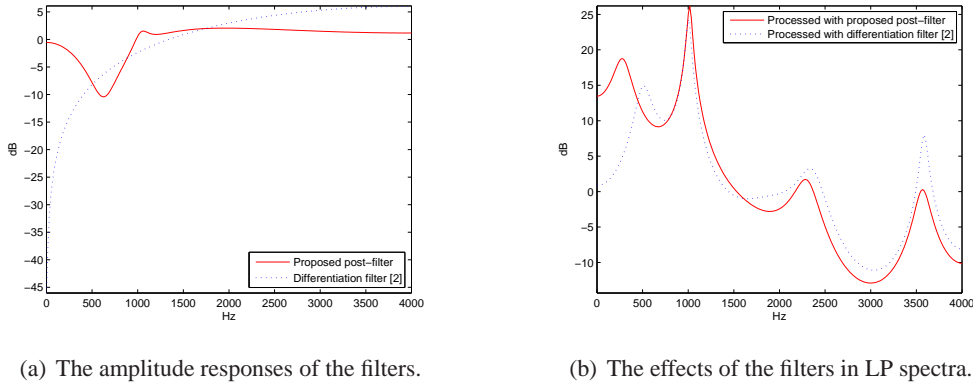 5
0
−5
−10
−15
−20
−25
−30
−35
−40
−45
dB
0 500 1000 1500 2000 2500 3000 3500 4000
Hz
Proposed post−filter
Differentiation filter [2]
(a) The amplitude responses of the filters.
25
20
15
10
5
0
−5
−10
dB
0 500 1000 1500 2000 2500 3000 3500 4000
Hz
Processed with proposed post−filter
Processed with differentiation filter [2]
(b) The effects of the filters in LP spectra.